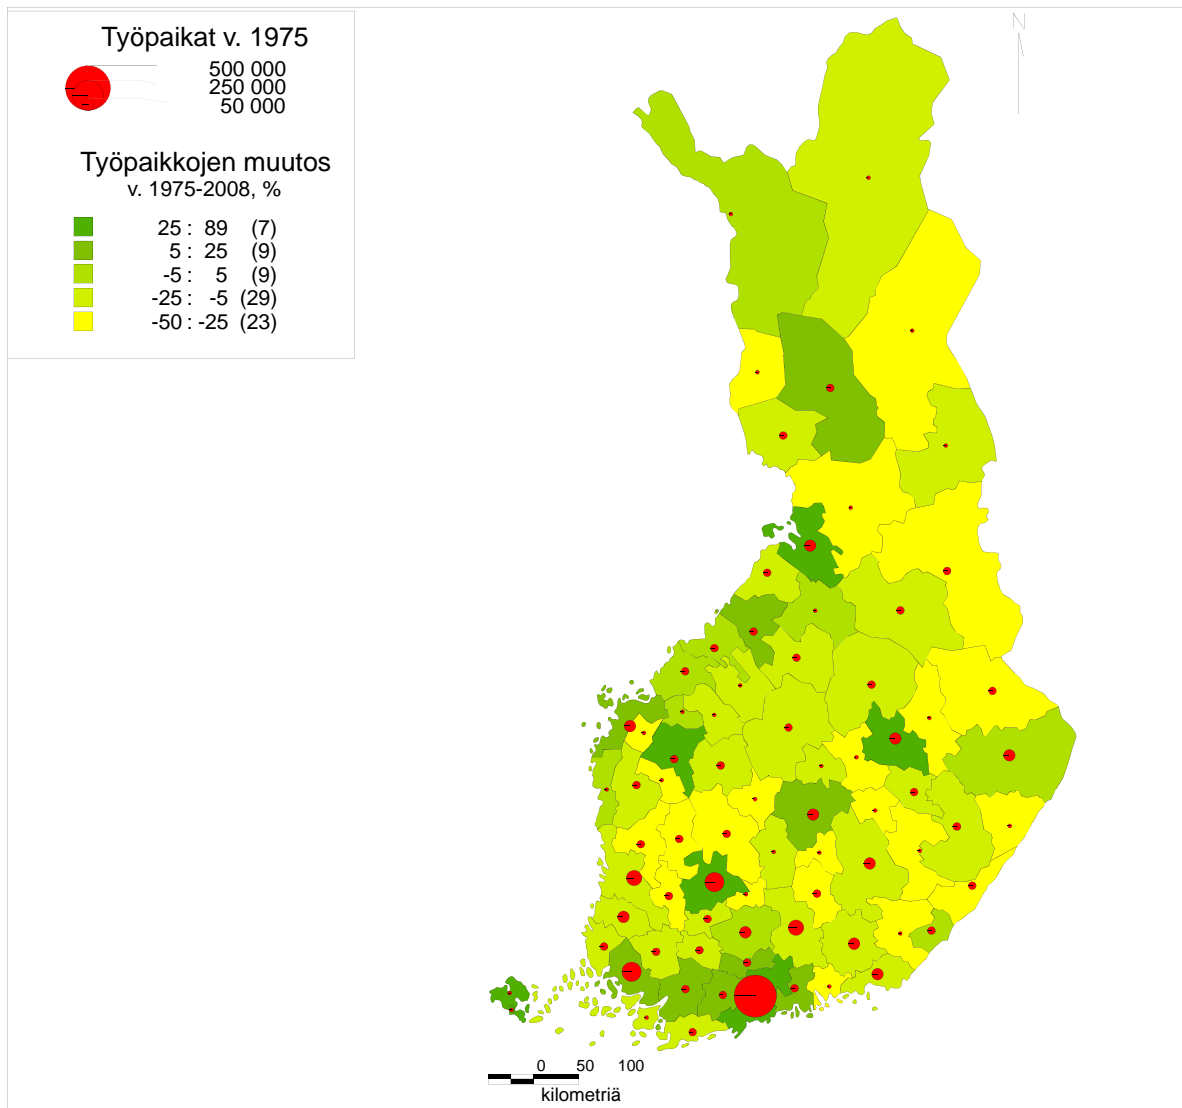 Työpaikat v. 1975
500 000
250 000
50 000
Työpaikkojen muutos
v. 1975-2008, %
25 : 89 (7)
5 : 25 (9)
-5 : 5 (9)
-25 : -5 (29)
-50 : -25 (23)
N
0 50 100
kilometriä